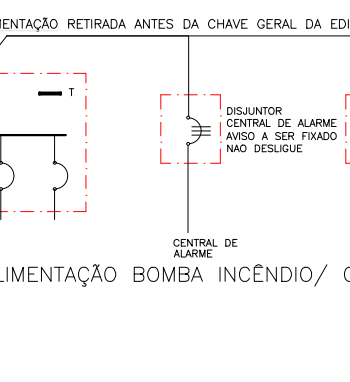 MENTAÇÃO RETIRADA ANTES DA CHAVE GERAL DA EDI
T
DISJUNTOR
CENTRAL DE ALARME
AVISO A SER FIXADO
NAO DESLIGUE
CENTRAL DE
ALARME
LIMENTAÇÃO BOMBA INCÊNDIO/ C